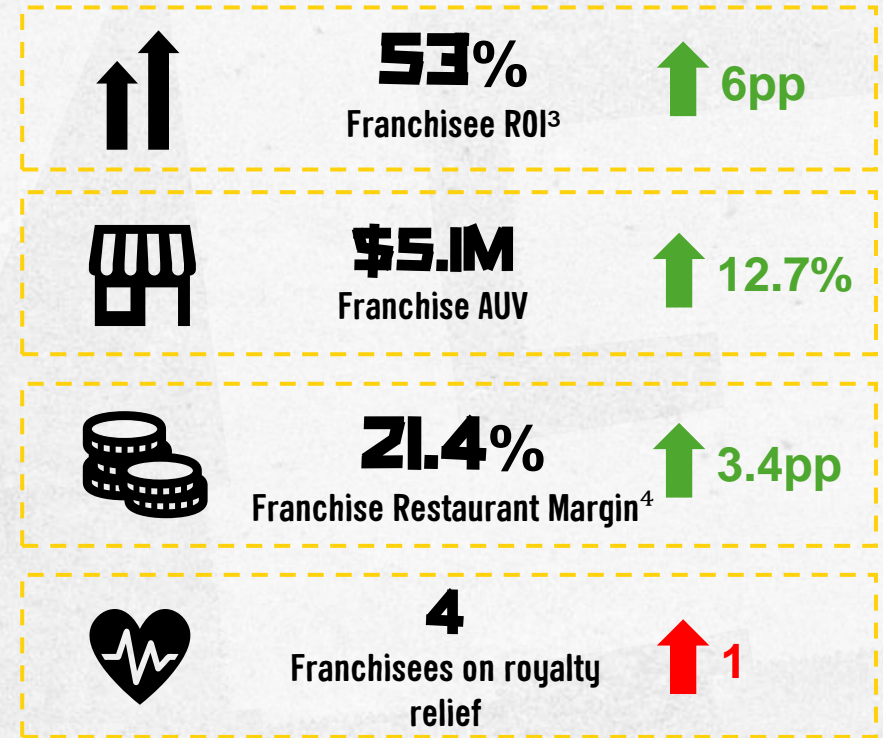 53%
6pp
Franchisee ROI³
$5.1M
12.7%
Franchise AUV
21.4%
3.4pp
Franchise Restaurant Margin⁴
4
Franchisees on royalty
relief
1